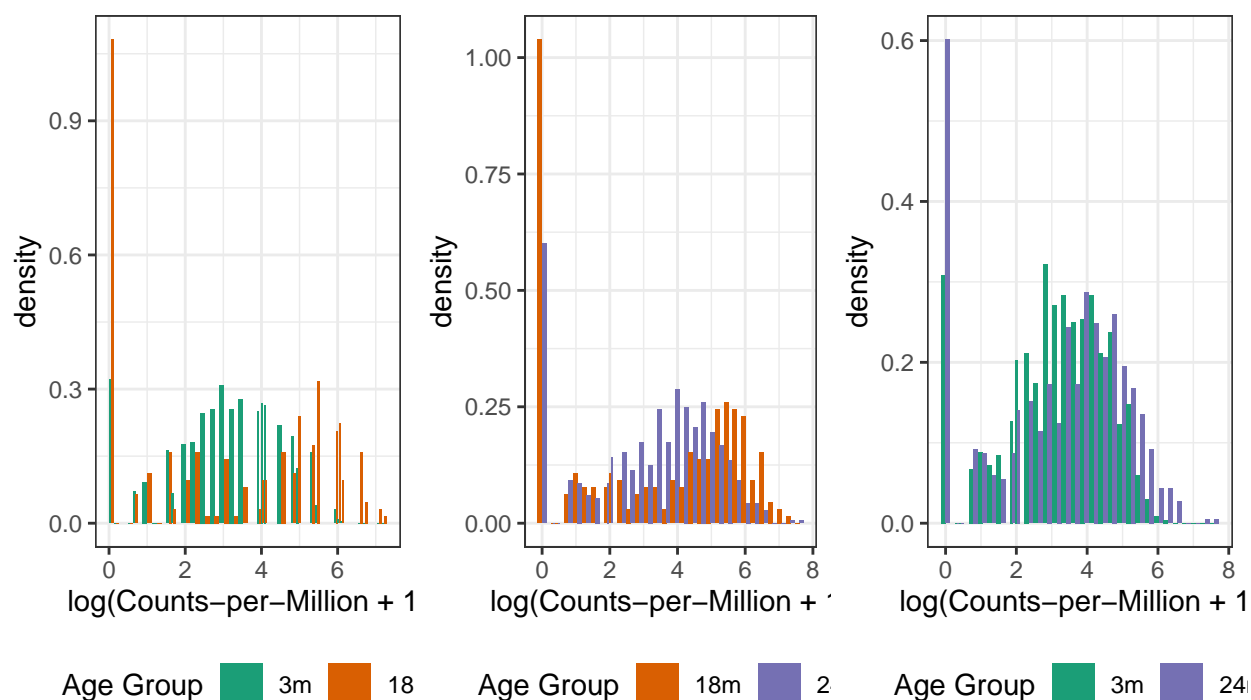 density
0.9
0.6
0.3
0.0
0 2 4 6
log(Counts−per−Million + 1
Age Group 3m 18
density
1.00
0.75
0.50
0.25
0.00
0 2 4 6 8
log(Counts−per−Million + 1
Age Group 18m 24
density
0.6
0.4
0.2
0.0
0 2 4 6 8
log(Counts−per−Million + 1
Age Group 3m 24m